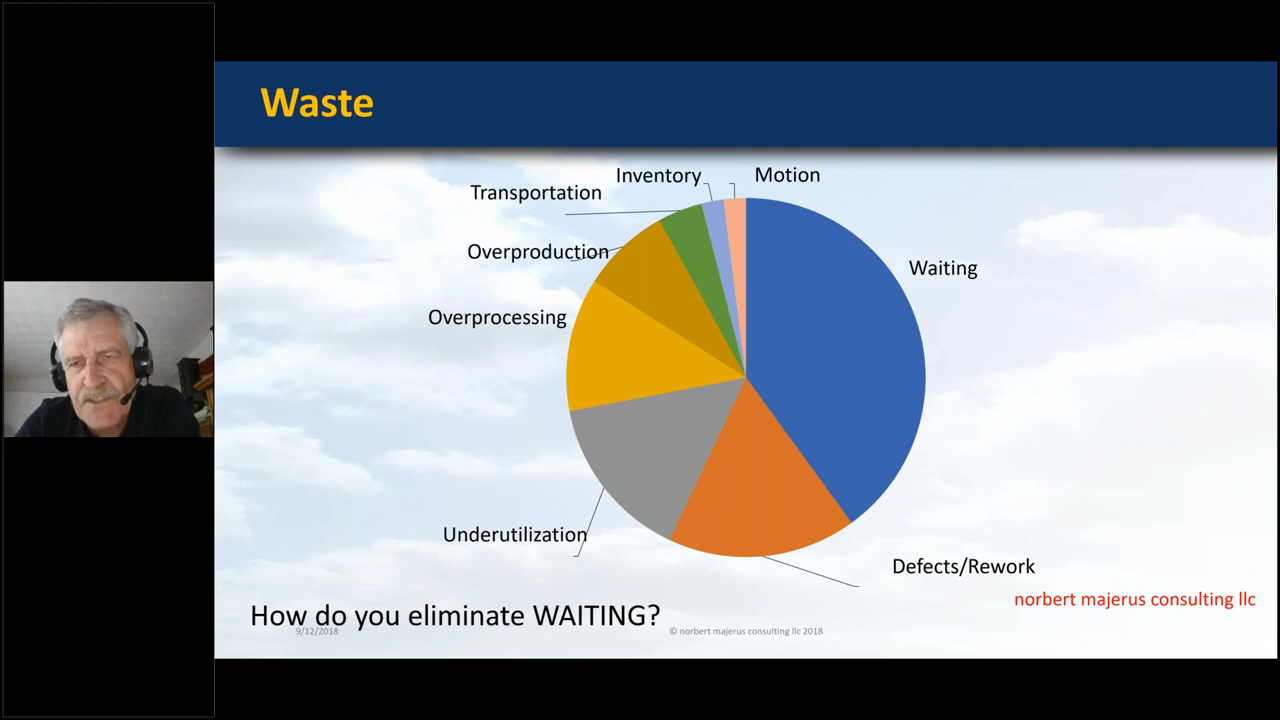 Waste
Inventory
Motion
Transportation
Overproduction
Waiting
Overprocessing
Underutilization
Defects/Rework
norbert majerus consulting llc
How do you eliminate WAITING?
9/12/2018
© norbert majerus consulting llc 2018